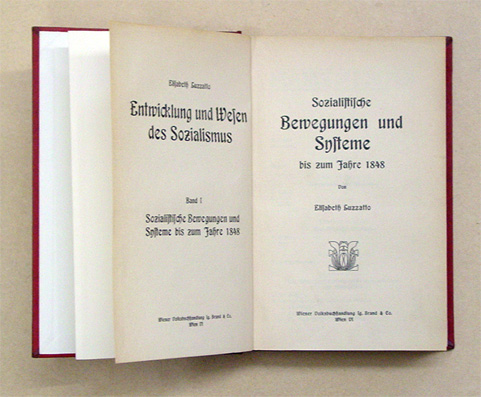 Elisabeth Luzzatto
Entwicklung und Wesen
des Sozialismus
Band I
Sozialistische Bewegungen und
Systeme bis zum Jahre 1848
Wiener Volksbuchhandlung Ig. Brand & Co.
Wien VI
Sozialistische
Bewegungen und
Systeme
bis zum Jahre 1848
Von
Elisabeth Luzzatto
Wiener Volksbuchhandlung Ig. Brand & Co.
Wien VI